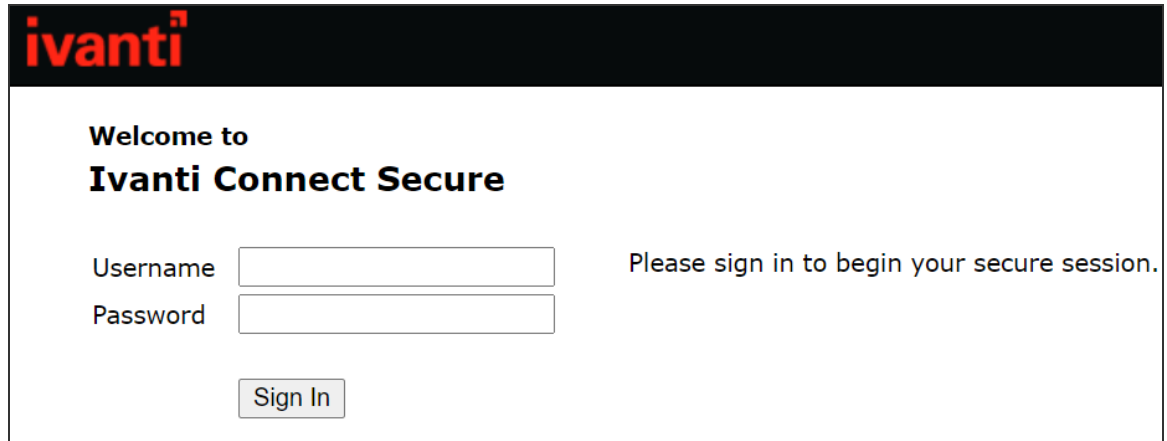 ivanti
Welcome to
Ivanti Connect Secure
Username
Please sign in to begin your secure session.
Password
Sign In